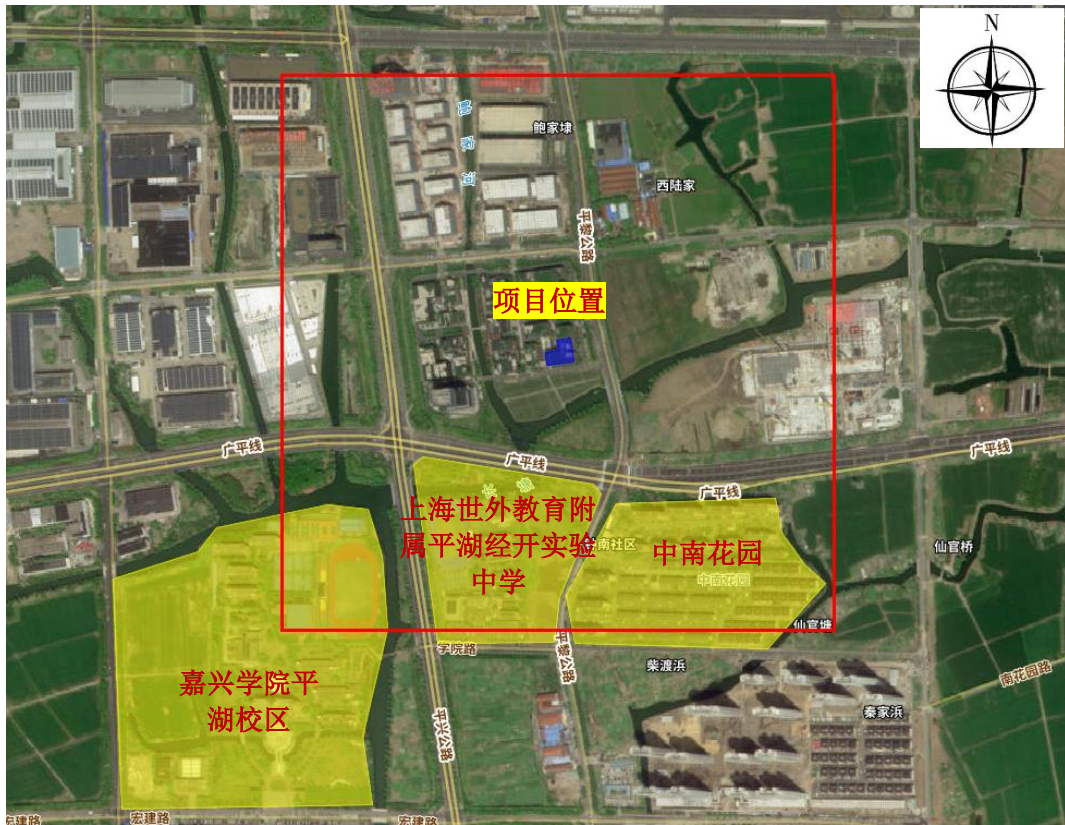 N
鲍家埭
西陆家
平黎公路
项目位置
广平线
广平线
广平线
广平线
上海世外教育附
属平湖经开实验
中学
中南花园
中南花园
仙官桥
仙官塘
学院路
柴渡浜
平黎公路
南花园路
秦家浜
嘉兴学院平
湖校区
平兴公路
宏建路
宏建路
宏建路